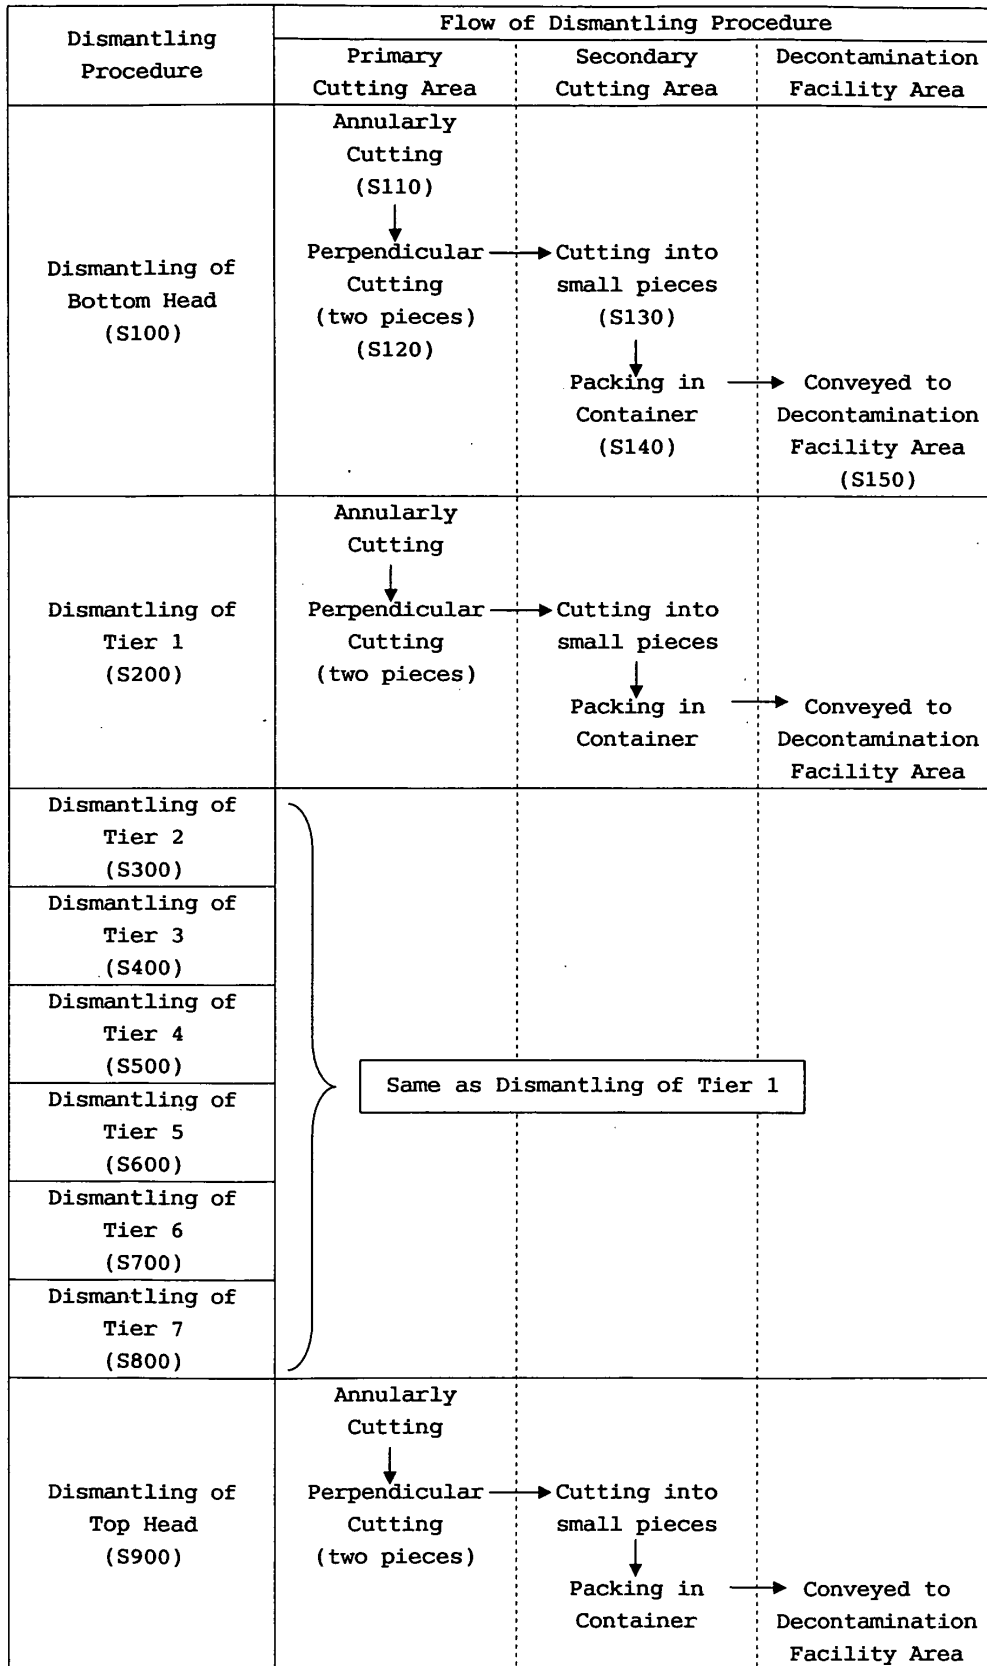 Dismantling
Procedure
Flow of Dismantling Procedure
Primary
Cutting Area
Secondary
Cutting Area
Decontamination
Facility Area
Dismantling of
Bottom Head
(S100)
Annularly
Cutting
(S110)
Perpendicular
Cutting
(two pieces)
(S120)
Cutting into
small pieces
(S130)
Packing in
Container
(S140)
Conveyed to
Decontamination
Facility Area
(S150)
Dismantling of
Tier 1
(S200)
Annularly
Cutting
Perpendicular
Cutting
(two pieces)
Cutting into
small pieces
Packing in
Container
Conveyed to
Decontamination
Facility Area
Dismantling of
Tier 2
(S300)
Dismantling of
Tier 3
(S400)
Dismantling of
Tier 4
(S500)
Dismantling of
Tier 5
(S600)
Dismantling of
Tier 6
(S700)
Dismantling of
Tier 7
(S800)
Same as Dismantling of Tier 1
Dismantling of
Top Head
(S900)
Annularly
Cutting
Perpendicular
Cutting
(two pieces)
Cutting into
small pieces
Packing in
Container
Conveyed to
Decontamination
Facility Area